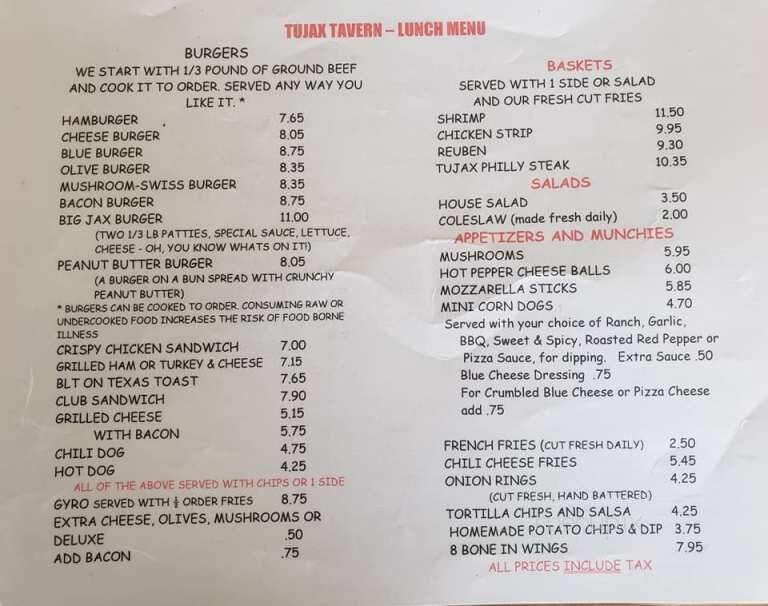 TUJAX TAVERN – LUNCH MENU
BURGERS
WE START WITH 1/3 POUND OF GROUND BEEF
AND COOK IT TO ORDER. SERVED ANY WAY YOU
LIKE IT. *
HAMBURGER 7.65
CHEESE BURGER 8.05
BLUE BURGER 8.75
OLIVE BURGER 8.35
MUSHROOM-SWISS BURGER 8.35
BACON BURGER 8.75
BIG JAX BURGER 11.00
(TWO 1/3 LB PATTIES, SPECIAL SAUCE, LETTUCE,
CHEESE - OH, YOU KNOW WHATS ON IT!)
PEANUT BUTTER BURGER 8.05
(A BURGER ON A BUN SPREAD WITH CRUNCHY
PEANUT BUTTER)
* BURGERS CAN BE COOKED TO ORDER. CONSUMING RAW OR
UNDERCOOKED FOOD INCREASES THE RISK OF FOOD BORNE
ILLNESS
CRISPY CHICKEN SANDWICH 7.00
GRILLED HAM OR TURKEY & CHEESE 7.15
BLT ON TEXAS TOAST 7.65
CLUB SANDWICH 7.90
GRILLED CHEESE 5.15
WITH BACON 5.75
CHILI DOG 4.75
HOT DOG 4.25
ALL OF THE ABOVE SERVED WITH CHIPS OR 1 SIDE
GYRO SERVED WITH ½ ORDER FRIES 8.75
EXTRA CHEESE, OLIVES, MUSHROOMS OR
DELUXE .50
ADD BACON .75
BASKETS
SERVED WITH 1 SIDE OR SALAD
AND OUR FRESH CUT FRIES
SHRIMP 11.50
CHICKEN STRIP 9.95
REUBEN 9.30
TUJAX PHILLY STEAK 10.35
SALADS
HOUSE SALAD 3.50
COLESLAW (made fresh daily) 2.00
APPETIZERS AND MUNCHIES
MUSHROOMS 5.95
HOT PEPPER CHEESE BALLS 6.00
MOZZARELLA STICKS 5.85
MINI CORN DOGS 4.70
Served with your choice of Ranch, Garlic,
BBQ, Sweet & Spicy, Roasted Red Pepper or
Pizza Sauce, for dipping. Extra Sauce .50
Blue Cheese Dressing .75
For Crumbled Blue Cheese or Pizza Cheese
add .75
FRENCH FRIES (CUT FRESH DAILY) 2.50
CHILI CHEESE FRIES 5.45
ONION RINGS 4.25
(CUT FRESH, HAND BATTERED)
TORTILLA CHIPS AND SALSA 4.25
HOMEMADE POTATO CHIPS & DIP 3.75
8 BONE IN WINGS 7.95
ALL PRICES INCLUDE TAX